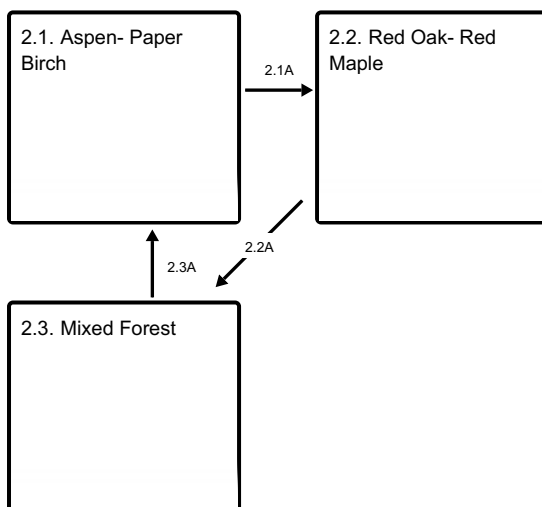 2.1. Aspen- Paper
Birch
2.1A
2.2. Red Oak- Red
Maple
2.2A
2.3A
2.3. Mixed Forest